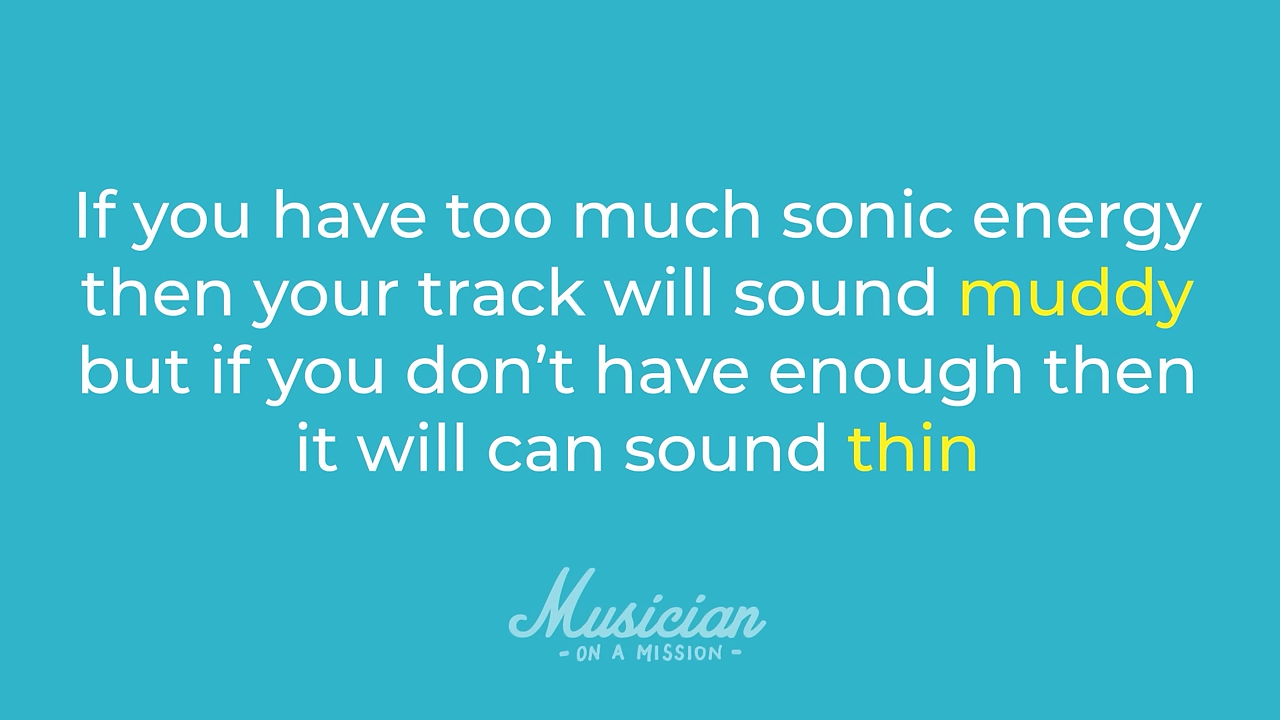 If you have too much sonic energy
then your track will sound muddy
but if you don’t have enough then
it will can sound thin
Musician
- ON A MISSION -